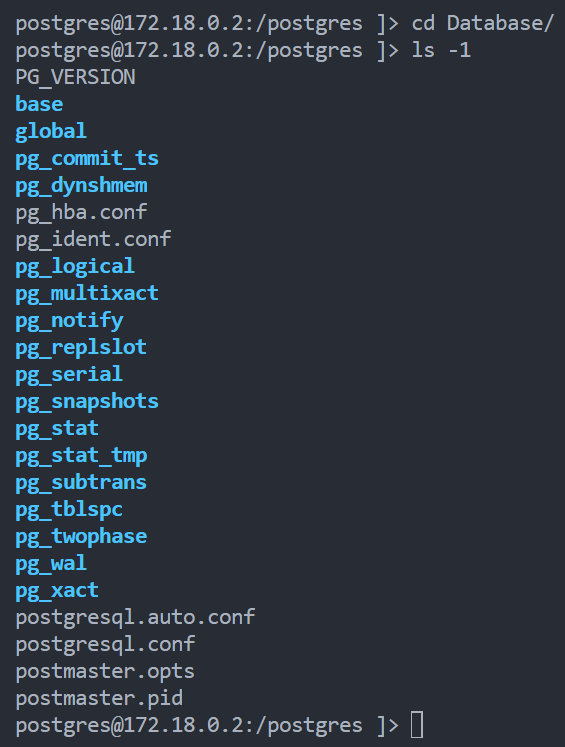 postgres@172.18.0.2:/postgres ]> cd Database/
postgres@172.18.0.2:/postgres ]> ls -1
PG_VERSION
base
global
pg_commit_ts
pg_dynshmem
pg_hba.conf
pg_ident.conf
pg_logical
pg_multixact
pg_notify
pg_replslot
pg_serial
pg_snapshots
pg_stat
pg_stat_tmp
pg_subtrans
pg_tblspc
pg_twophase
pg_wal
pg_xact
postgresql.auto.conf
postgresql.conf
postmaster.opts
postmaster.pid
postgres@172.18.0.2:/postgres ]>